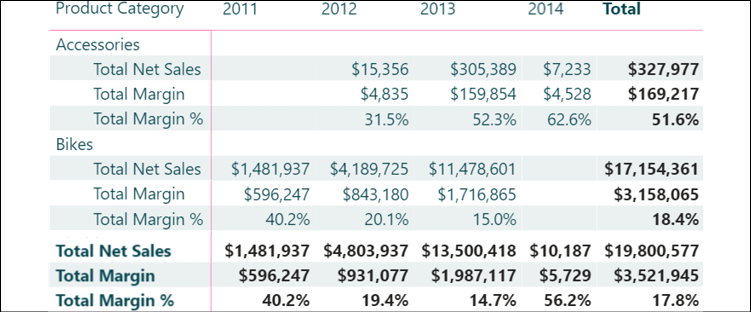 Product Category 2011 2012 2013 2014 Total
Accessories
Total Net Sales $15,356 $305,389 $7,233 $327,977
Total Margin $4,835 $159,854 $4,528 $169,217
Total Margin % 31.5% 52.3% 62.6% 51.6%
Bikes
Total Net Sales $1,481,937 $4,189,725 $11,478,601 $17,154,361
Total Margin $596,247 $843,180 $1,716,865 $3,158,065
Total Margin % 40.2% 20.1% 15.0% 18.4%
Total Net Sales $1,481,937 $4,803,937 $13,500,418 $10,187 $19,800,577
Total Margin $596,247 $931,077 $1,987,117 $5,729 $3,521,945
Total Margin % 40.2% 19.4% 14.7% 56.2% 17.8%